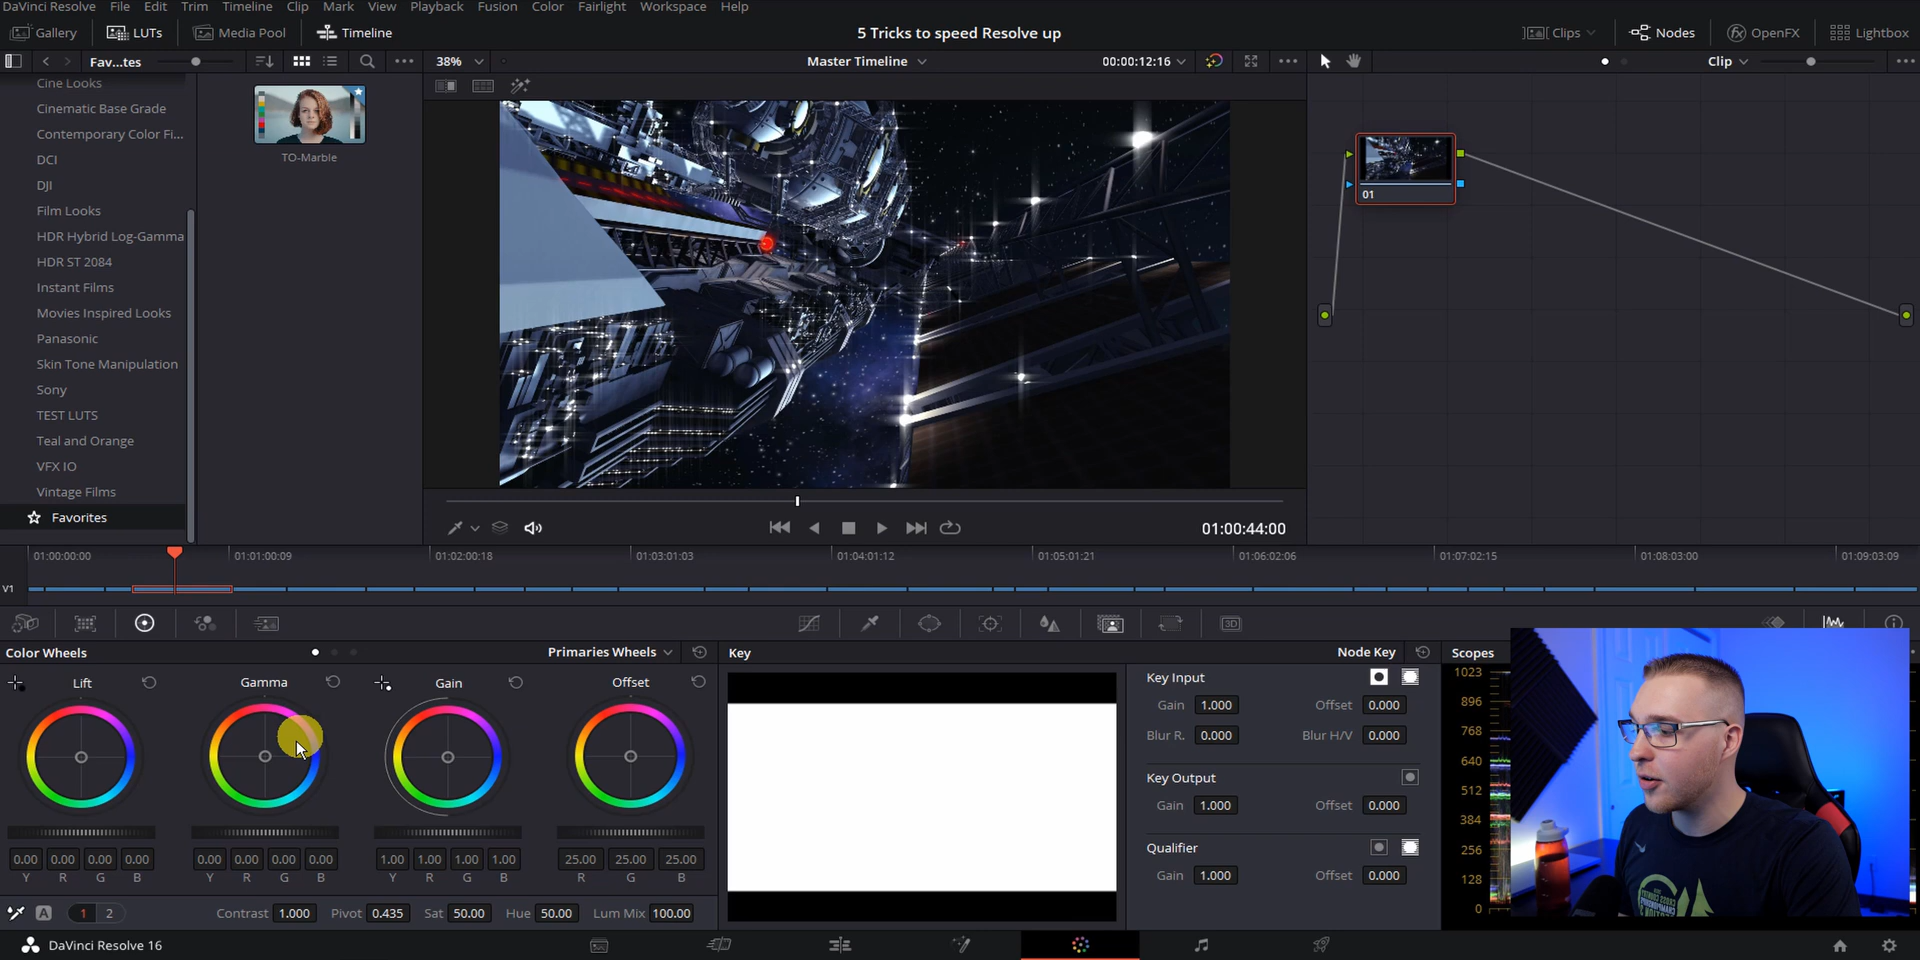 DaVinci Resolve File Edit Trim Timeline Clip Mark View Playback Fusion Color Fairlight Workspace Help
Gallery LUTs Media Pool Timeline 5 Tricks to speed Resolve up Clips Nodes OpenFX Lightbox
Fav...tes 38% Master Timeline 00:00:12:16 Clip
Cine Looks
Cinematic Base Grade
Contemporary Color Fi...
DCI
DJI
Film Looks
HDR Hybrid Log-Gamma
HDR ST 2084
Instant Films
Movies Inspired Looks
Panasonic
Skin Tone Manipulation
Sony
TEST LUTS
Teal and Orange
VFX IO
Vintage Films
Favorites
TO-Marble
01
01:00:44:00
01:00:00:00 01:01:00:09 01:02:00:18 01:03:01:03 01:04:01:12 01:05:01:21 01:06:02:06 01:07:02:15 01:08:03:00 01:09:03:09
V1
3D
Color Wheels Primaries Wheels
Lift Gamma Gain Offset
0.00 0.00 0.00 0.00 0.00 0.00 0.00 0.00 1.00 1.00 1.00 1.00 25.00 25.00 25.00
Y R G B Y R G B Y R G B R G B
A 1 2 Contrast 1.000 Pivot 0.435 Sat 50.00 Hue 50.00 Lum Mix 100.00
Key Node Key
Key Input
Gain 1.000 Offset 0.000
Blur R. 0.000 Blur H/V 0.000
Key Output
Gain 1.000 Offset 0.000
Qualifier
Gain 1.000 Offset 0.000
Scopes
1023
896
768
640
512
384
256
128
0
DaVinci Resolve 16